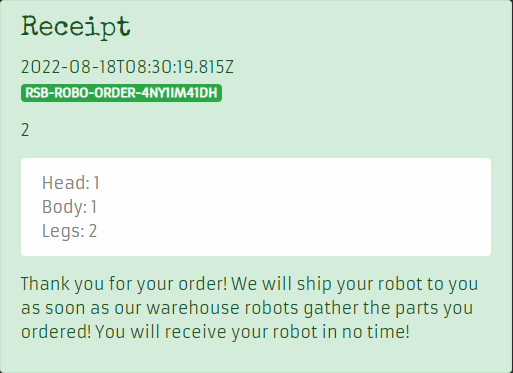 Receipt
2022-08-18T08:30:19.815Z
RSB-ROBO-ORDER-4NY1IM41DH
2
Head: 1
Body: 1
Legs: 2
Thank you for your order! We will ship your robot to you
as soon as our warehouse robots gather the parts you
ordered! You will receive your robot in no time!